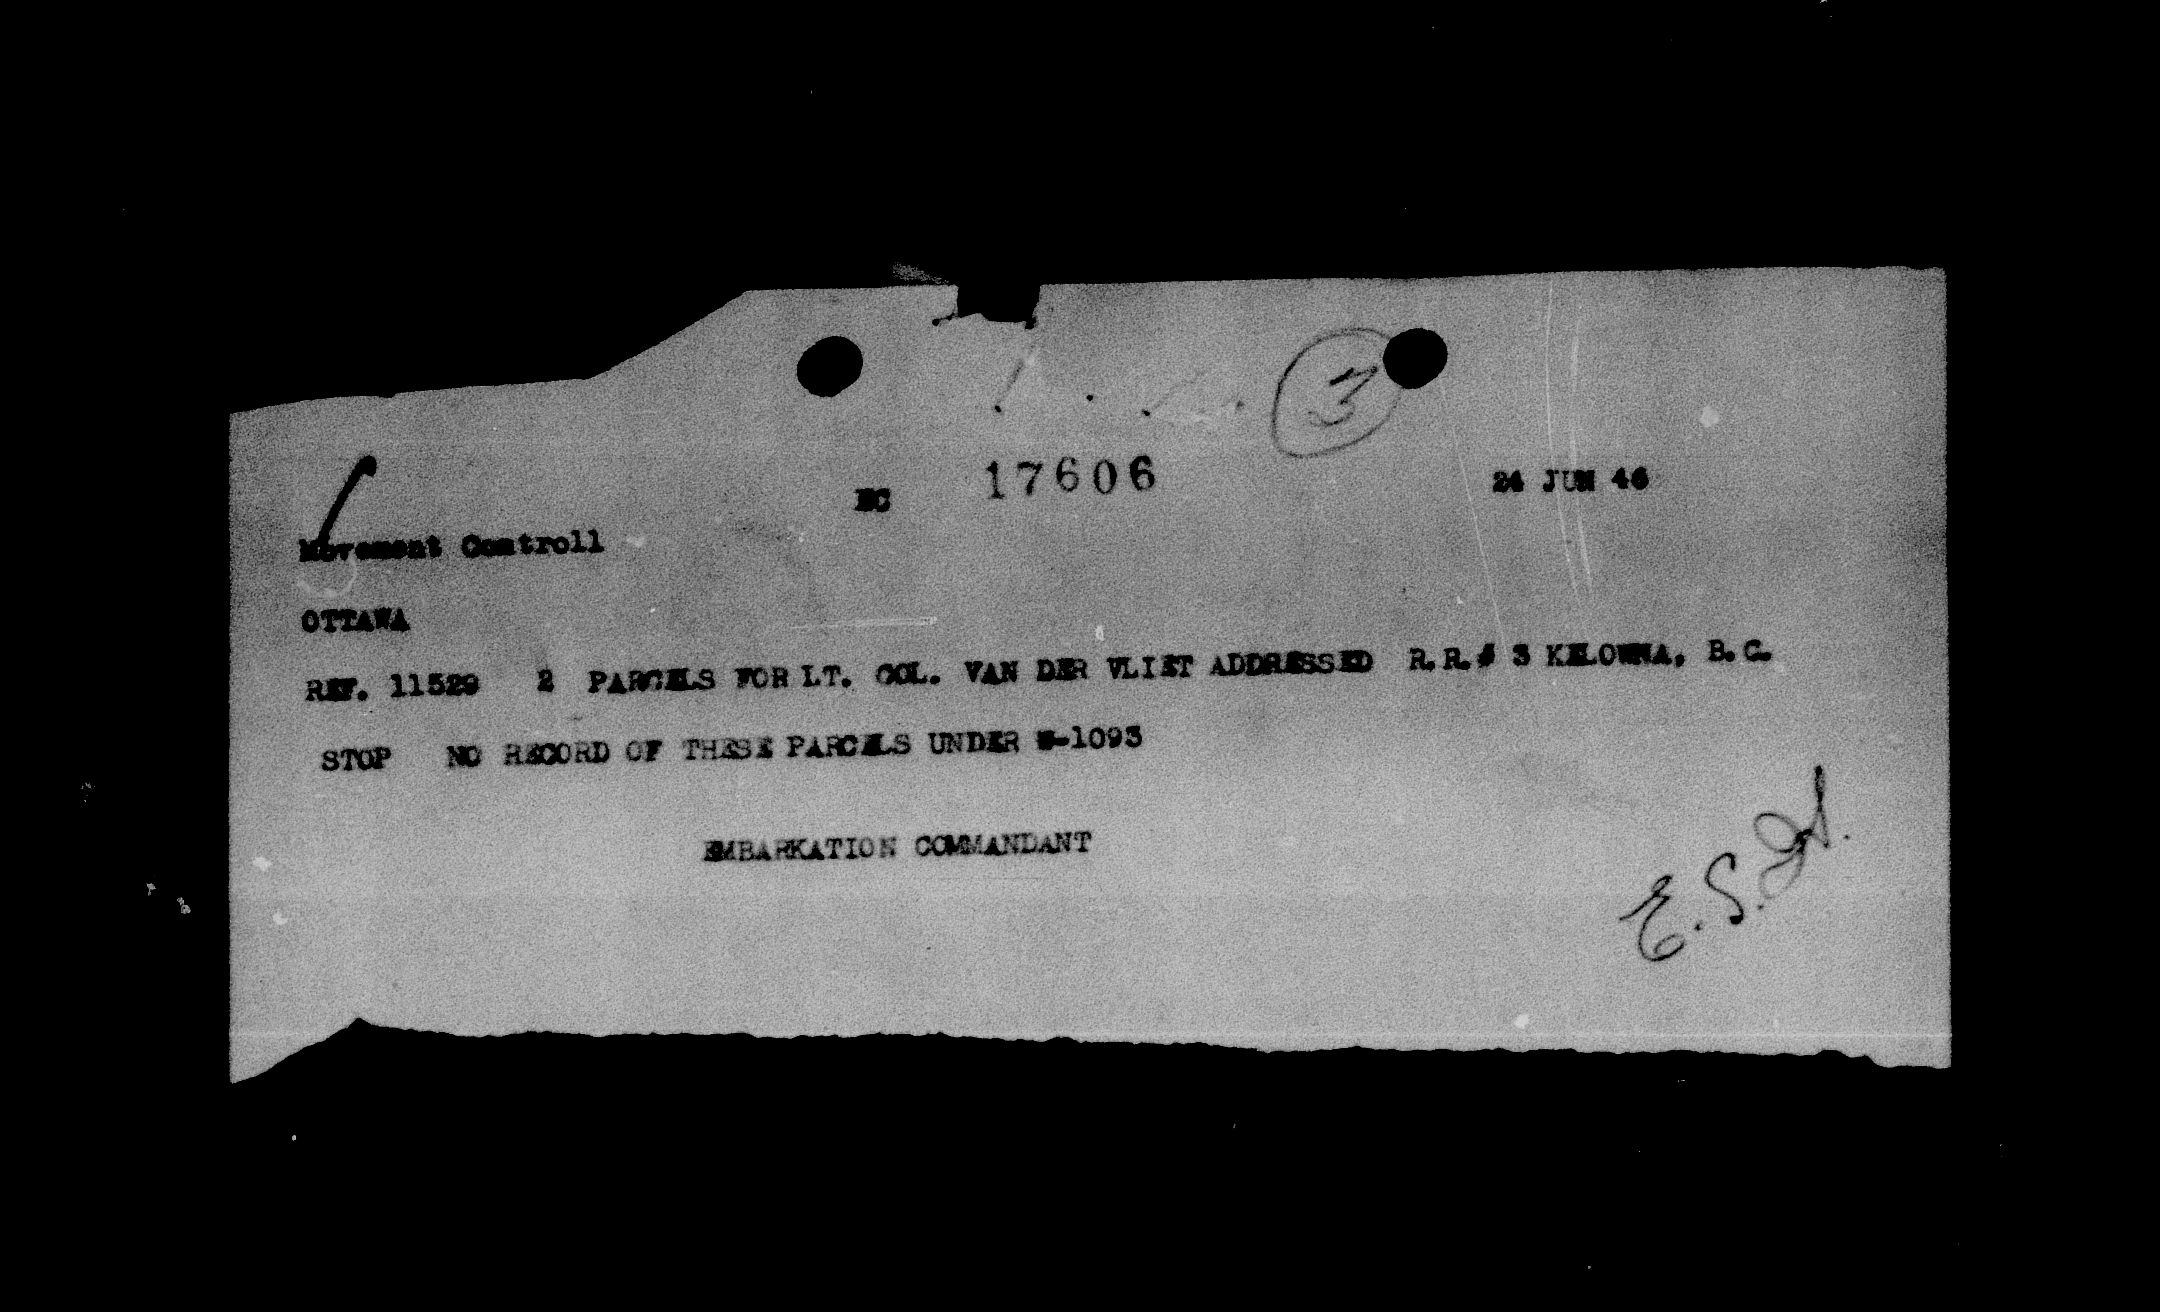 3
EC 17606 24 JUN 46
Movement Controll
OTTAWA
REF. 11529 2 PARCELS FOR LT. COL. VAN DER VLIET ADDRESSED R.R.# 3 KELOWNA, B.C.
STOP NO RECORD OF THESE PARCELS UNDER -1093
EMBARKATION COMMANDANT
E.S.